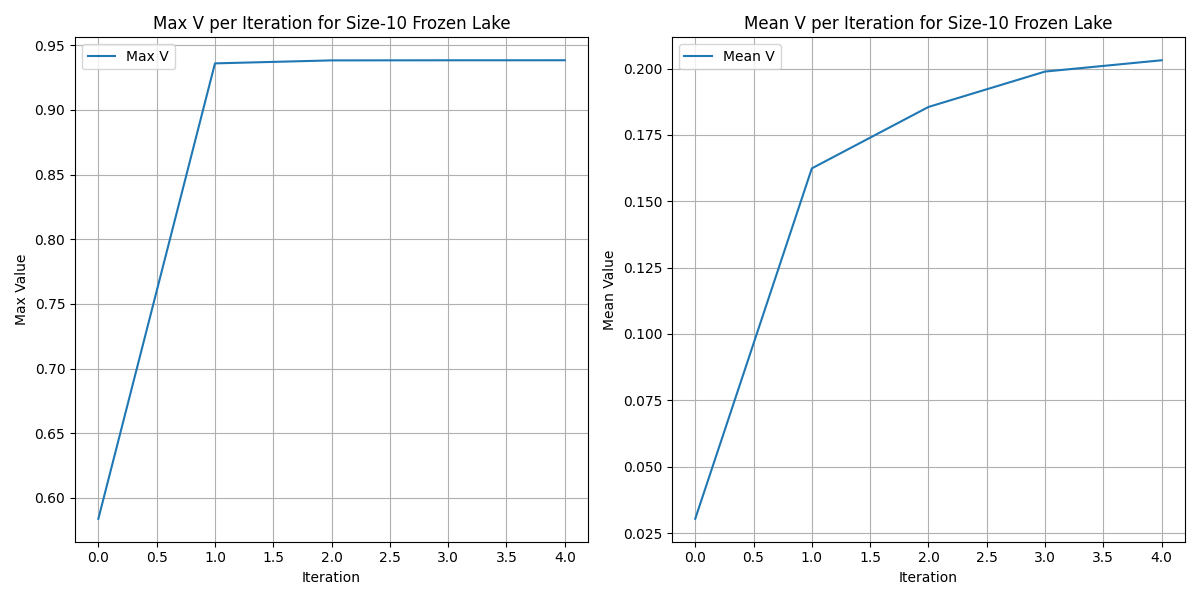 Max V per Iteration for Size-10 Frozen Lake
Max V
0.95
0.90
0.85
0.80
0.75
0.70
0.65
0.60
Max Value
0.0 0.5 1.0 1.5 2.0 2.5 3.0 3.5 4.0
Iteration
Mean V per Iteration for Size-10 Frozen Lake
Mean V
0.200
0.175
0.150
0.125
0.100
0.075
0.050
0.025
Mean Value
0.0 0.5 1.0 1.5 2.0 2.5 3.0 3.5 4.0
Iteration